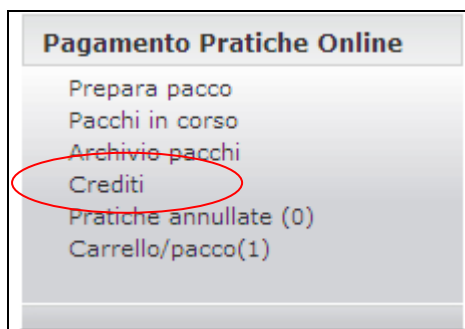 Pagamento Pratiche Online
Prepara pacco
Pacchi in corso
Archivio pacchi
Crediti
Pratiche annullate (0)
Carrello/pacco(1)